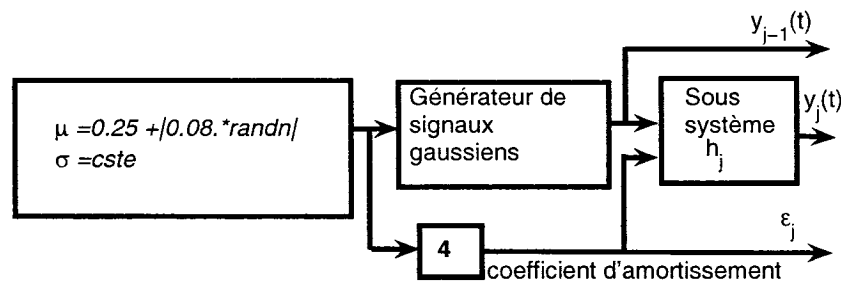 y_{j-1}(t)
μ =0.25 +|0.08.*randn|
σ =cste
Générateur de
signaux
gaussiens
Sous
système
h_j
y_j(t)
4
ε_j
coefficient d'amortissement